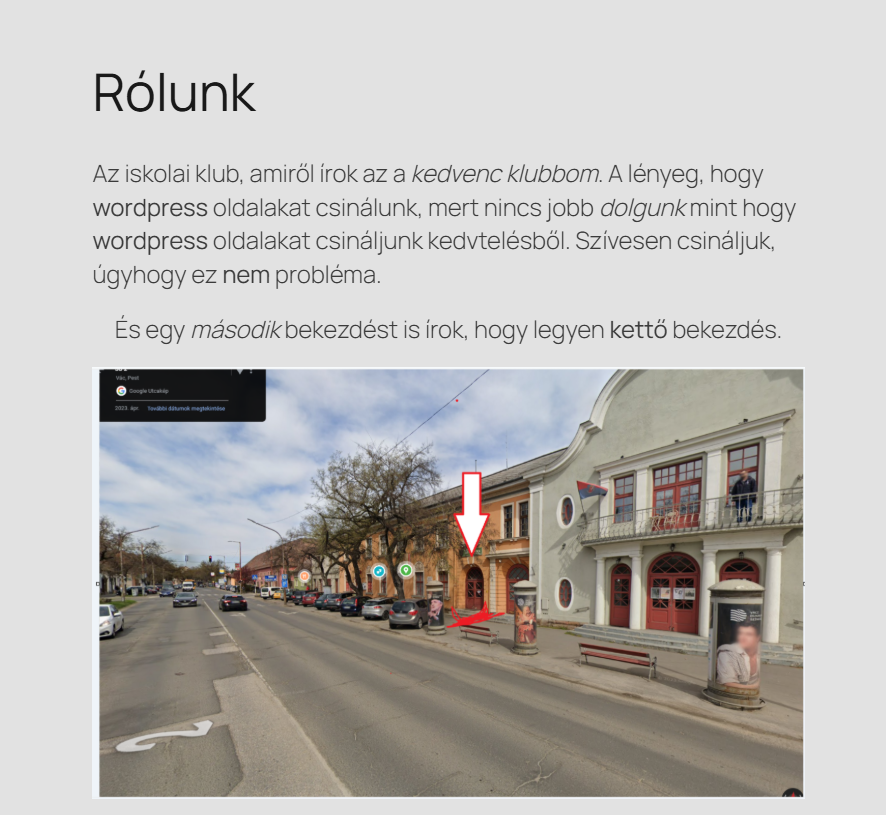 Rólunk
Az iskolai klub, amiről írok az a kedvenc klubbom. A lényeg, hogy
wordpress oldalakat csinálunk, mert nincs jobb dolgunk mint hogy
wordpress oldalakat csináljunk kedvtelésből. Szívesen csináljuk,
úgyhogy ez nem probléma.
És egy második bekezdést is írok, hogy legyen kettő bekezdés.
Vác, Pest
Google Utcakép
2023. ápr.
További dátumok megtekintése
2